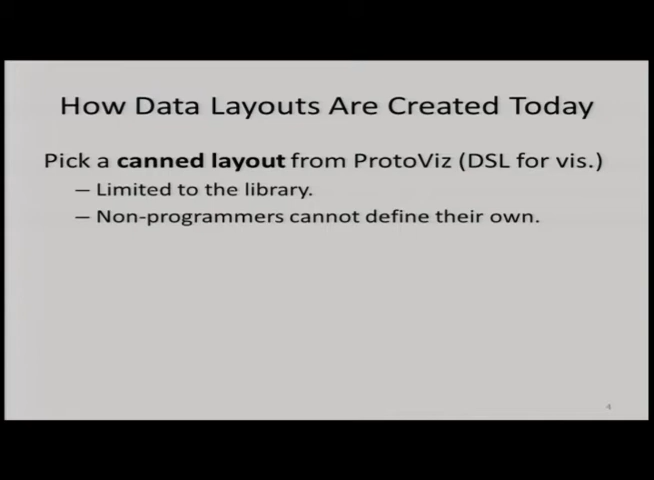 How Data Layouts Are Created Today
Pick a canned layout from ProtoViz (DSL for vis.)
— Limited to the library.
— Non-programmers cannot define their own.
4